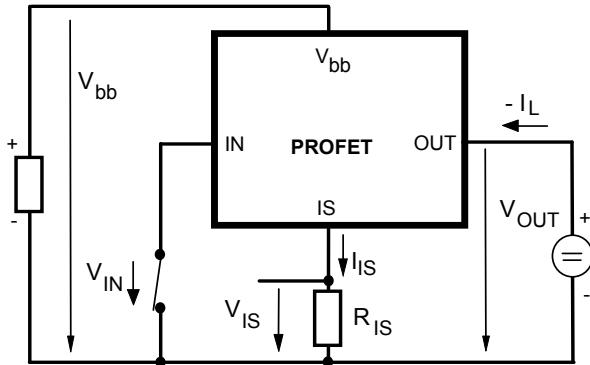 V_bb
V_bb
- I_L
IN
PROFET
OUT
+
IS
V_OUT
+
-
V_IN
I_IS
V_IS
R_IS
-